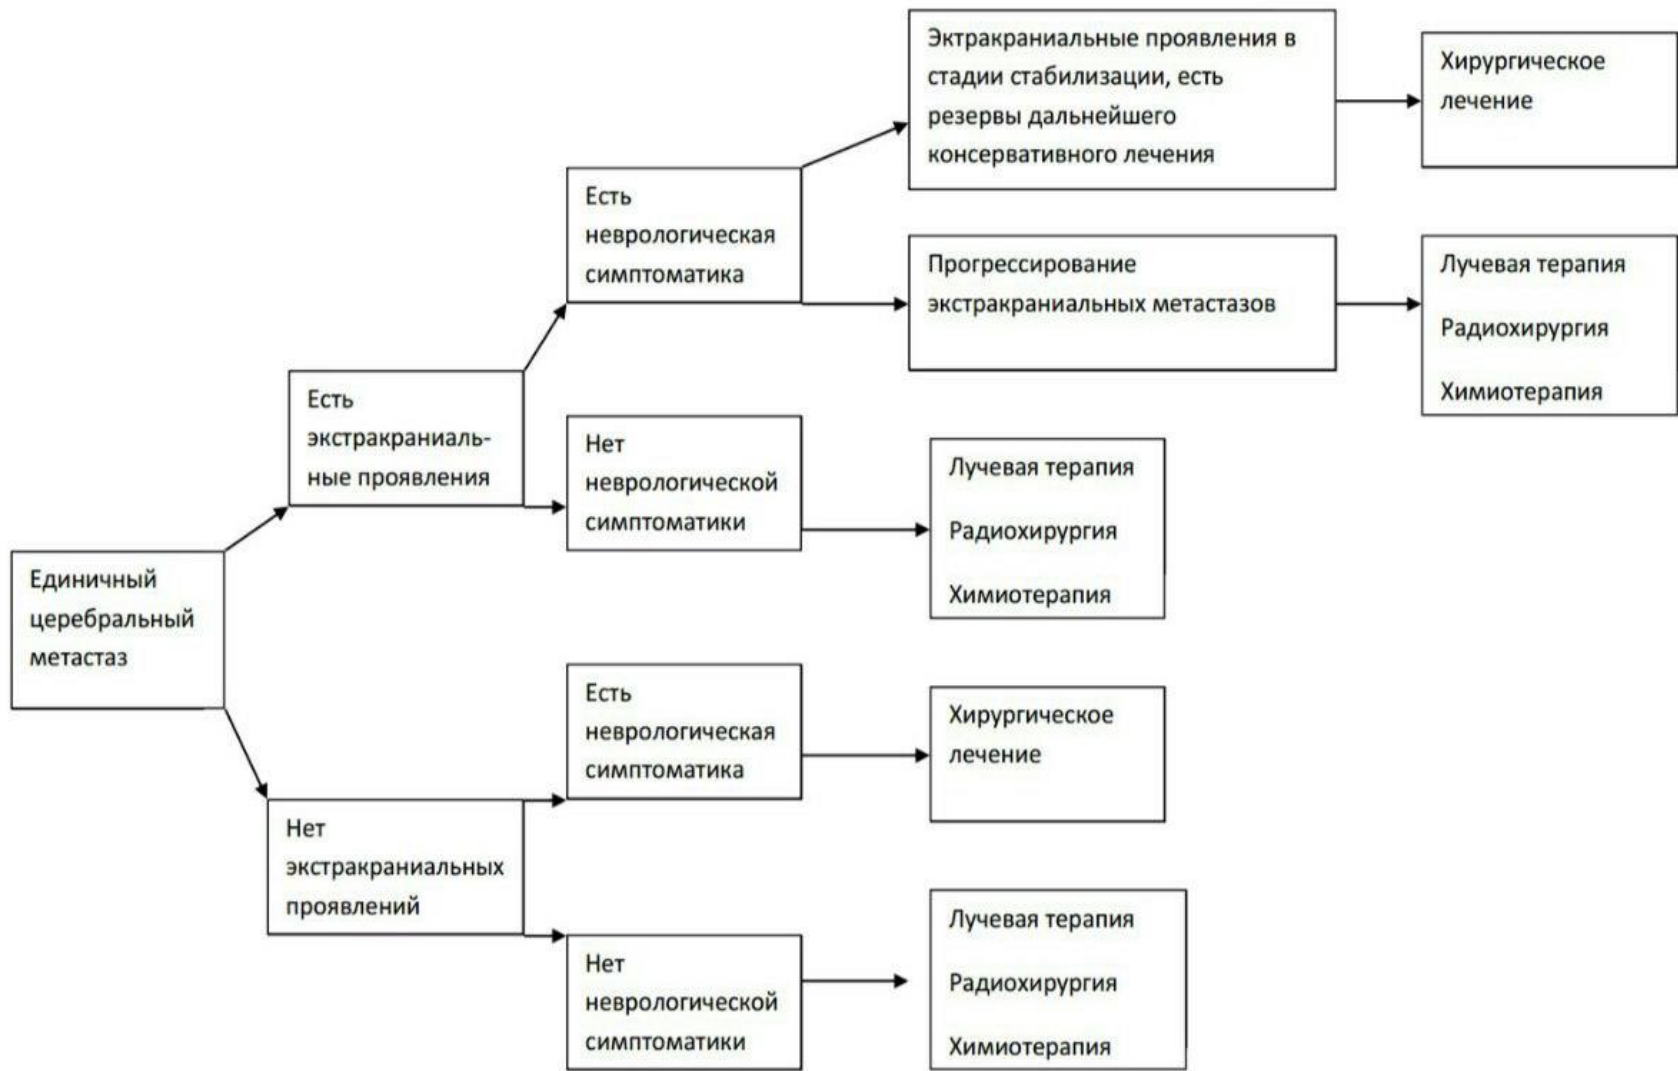 Эктракраниальные проявления в
стадии стабилизации, есть
резервы дальнейшего
консервативного лечения
Хирургическое
лечение
Есть
неврологическая
симптоматика
Прогрессирование
экстракраниальных метастазов
Лучевая терапия
Радиохирургия
Химиотерапия
Есть
экстракраниаль-
ные проявления
Нет
неврологической
симптоматики
Лучевая терапия
Радиохирургия
Химиотерапия
Единичный
церебральный
метастаз
Есть
неврологическая
симптоматика
Хирургическое
лечение
Нет
экстракраниальных
проявлений
Нет
неврологической
симптоматики
Лучевая терапия
Радиохирургия
Химиотерапия